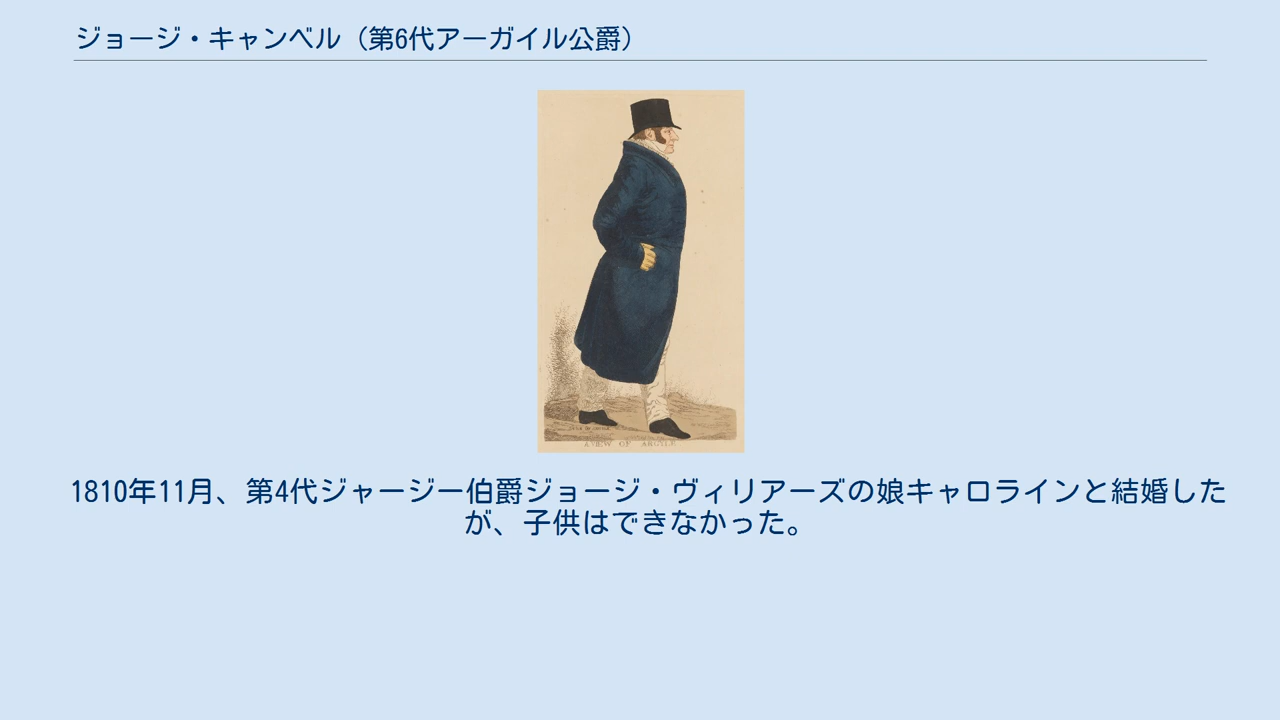 ジョージ・キャンベル（第6代アーガイル公爵）
A VIEW OF ARGYLE
1810年11月、第4代ジャージー伯爵ジョージ・ヴィリアーズの娘キャロラインと結婚した
が、子供はできなかった。